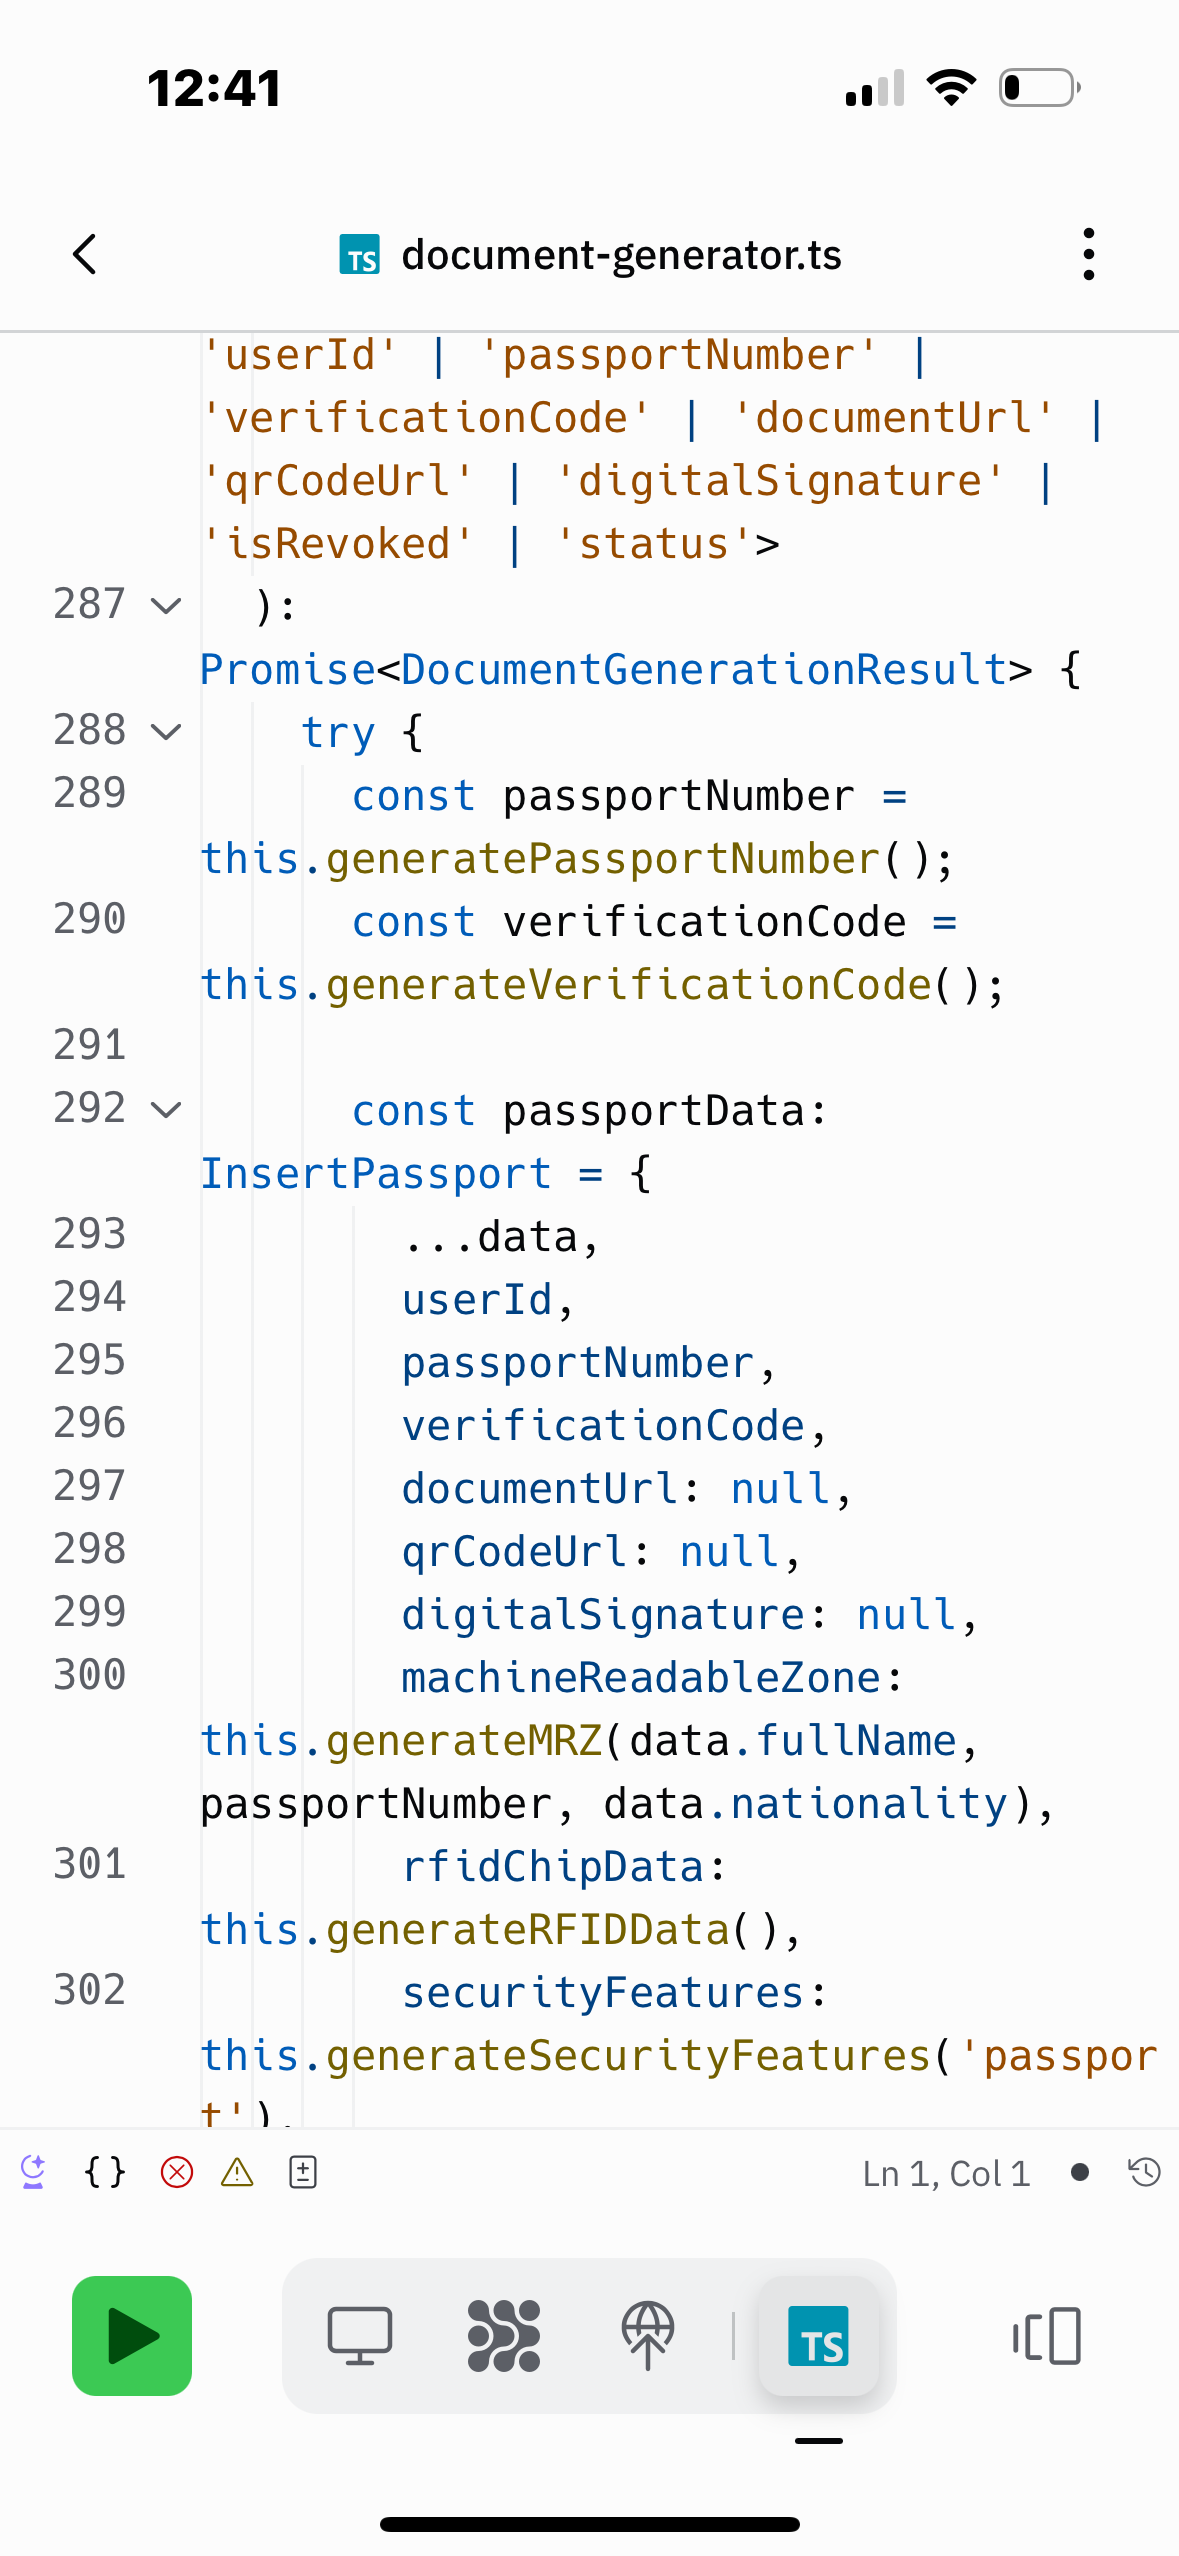 12:41
TS document-generator.ts
'userId' | 'passportNumber' |
'verificationCode' | 'documentUrl' |
'qrCodeUrl' | 'digitalSignature' |
'isRevoked' | 'status'>
287 ):
Promise<DocumentGenerationResult> {
288 try {
289 const passportNumber =
this.generatePassportNumber();
290 const verificationCode =
this.generateVerificationCode();
291
292 const passportData:
InsertPassport = {
293 ...data,
294 userId,
295 passportNumber,
296 verificationCode,
297 documentUrl: null,
298 qrCodeUrl: null,
299 digitalSignature: null,
300 machineReadableZone:
this.generateMRZ(data.fullName,
passportNumber, data.nationality),
301 rfidChipData:
this.generateRFIDData(),
302 securityFeatures:
this.generateSecurityFeatures('passpor
t'),
{} Ln 1, Col 1
TS